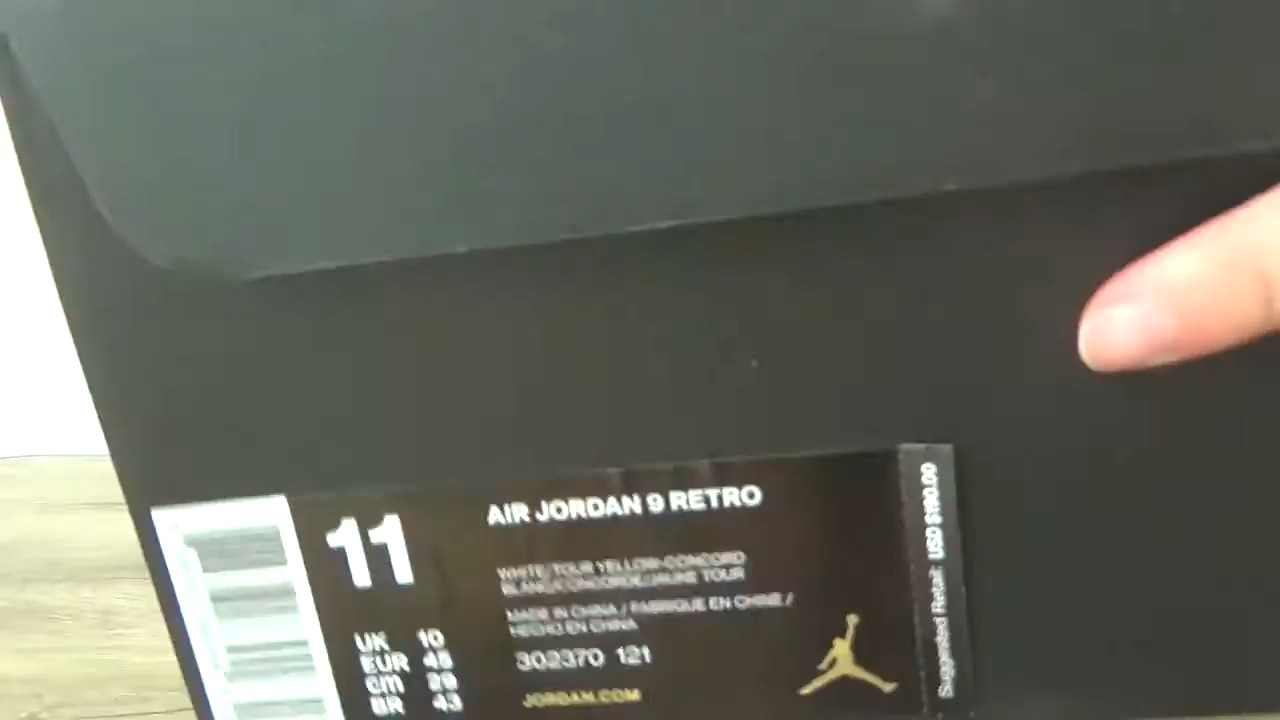 11
UK 10
EUR 45
cm 29
BR 43
AIR JORDAN 9 RETRO
WHITE/TOUR YELLOW-CONCORD
BLANC/CONCORDE/JAUNE TOUR
MADE IN CHINA / FABRIQUE EN CHINE /
HECHO EN CHINA
302370 121
JORDAN.COM
Suggested Retail: USD $190.00